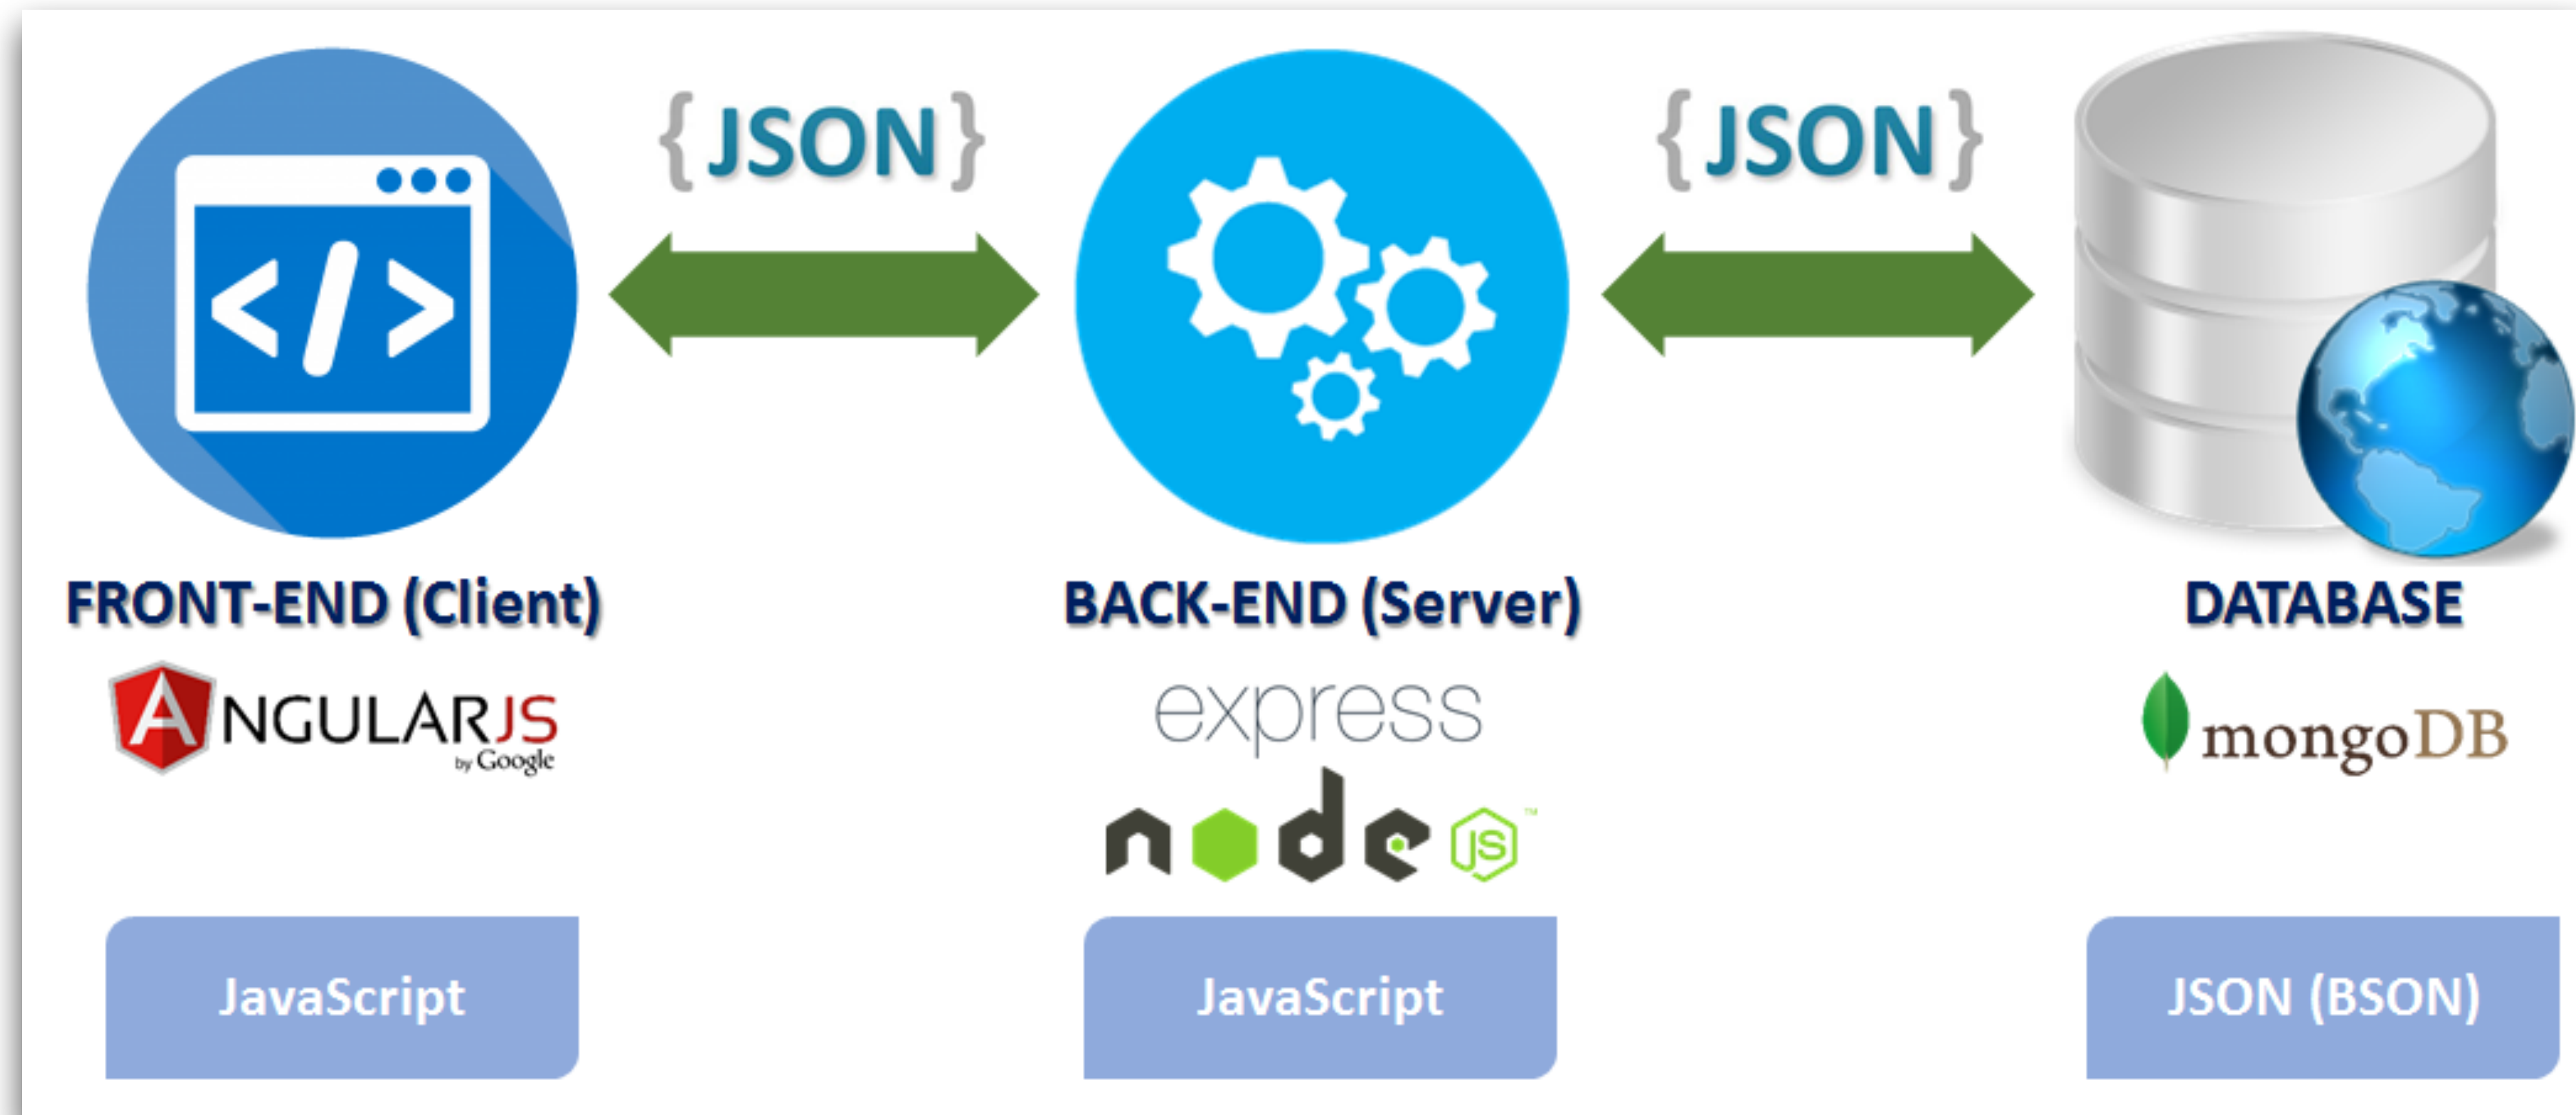 </>
{JSON}
{JSON}
FRONT-END (Client)
BACK-END (Server)
DATABASE
ANGULARJS
by Google
express
node JS™
mongoDB
JavaScript
JavaScript
JSON (BSON)